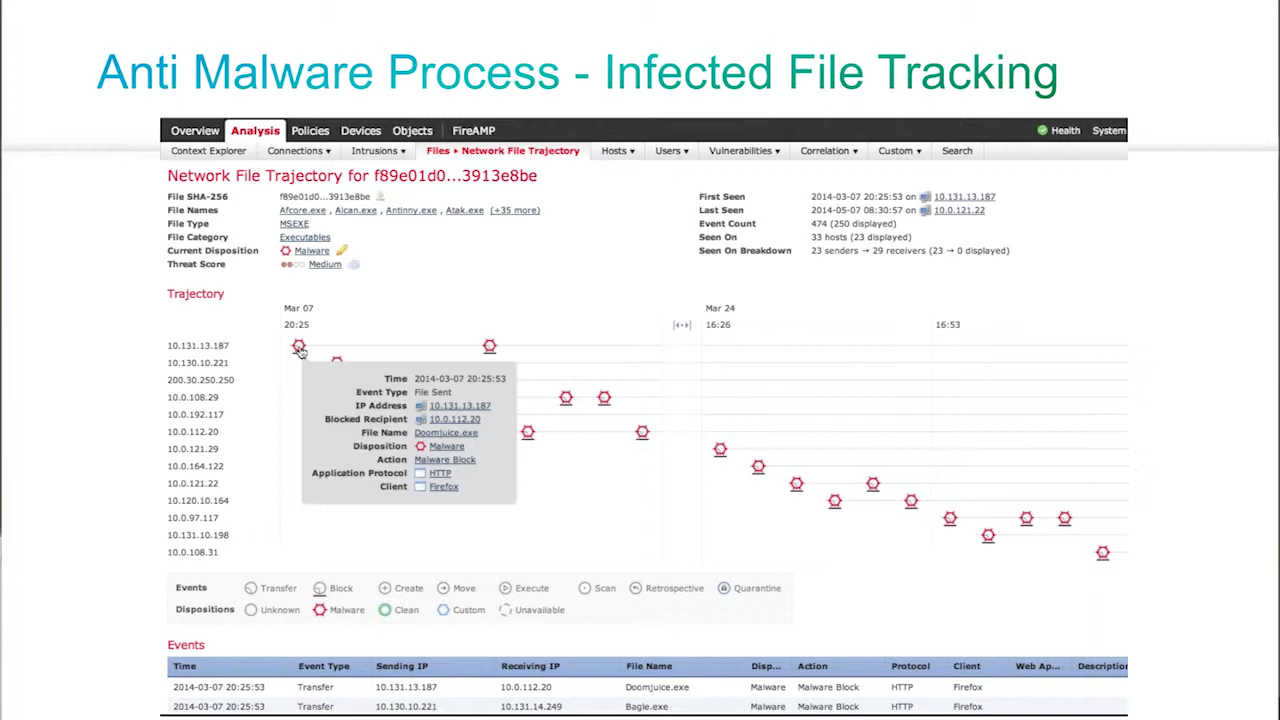 Anti Malware Process - Infected File Tracking
Overview Analysis Policies Devices Objects FireAMP Health System
Context Explorer Connections Intrusions Files Network File Trajectory Hosts Users Vulnerabilities Correlation Custom Search
Network File Trajectory for f89e01d0...3913e8be
File SHA-256 f89e01d0...3913e8be First Seen 2014-03-07 20:25:53 on 10.131.13.187
File Names Afcore.exe , Alcan.exe , Antinny.exe , Atak.exe (+35 more) Last Seen 2014-05-07 08:30:57 on 10.0.121.22
File Type MSEXE Event Count 474 (250 displayed)
File Category Executables Seen On 33 hosts (23 displayed)
Current Disposition Malware Seen On Breakdown 23 senders → 29 receivers (23 → 0 displayed)
Threat Score Medium
Trajectory
Mar 07 Mar 24
20:25 16:26 16:53
10.131.13.187
10.130.10.221
200.30.250.250
10.0.108.29
10.0.192.117
10.0.112.20
10.0.121.29
10.0.164.122
10.0.121.22
10.120.10.164
10.0.97.117
10.131.10.198
10.0.108.31
Time 2014-03-07 20:25:53
Event Type File Sent
IP Address 10.131.13.187
Blocked Recipient 10.0.112.20
File Name Doomjuice.exe
Disposition Malware
Action Malware Block
Application Protocol HTTP
Client Firefox
Events Transfer Block Create Move Execute Scan Retrospective Quarantine
Dispositions Unknown Malware Clean Custom Unavailable
Events
Time Event Type Sending IP Receiving IP File Name Disp... Action Protocol Client Web Ap... Description
2014-03-07 20:25:53 Transfer 10.131.13.187 10.0.112.20 Doomjuice.exe Malware Malware Block HTTP Firefox
2014-03-07 20:25:53 Transfer 10.130.10.221 10.131.14.249 Bagle.exe Malware Malware Block HTTP Firefox